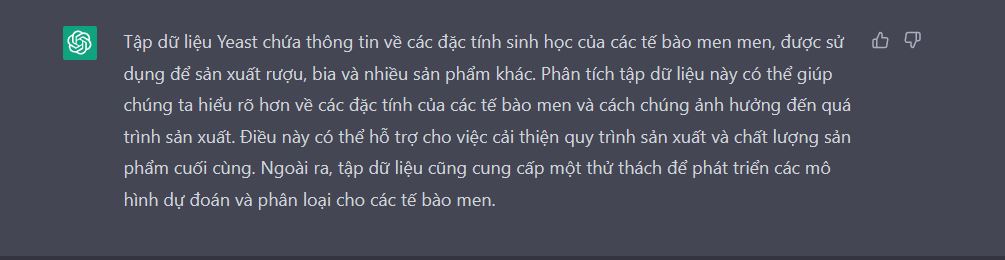 Tập dữ liệu Yeast chứa thông tin về các đặc tính sinh học của các tế bào men men, được sử
dụng để sản xuất rượu, bia và nhiều sản phẩm khác. Phân tích tập dữ liệu này có thể giúp
chúng ta hiểu rõ hơn về các đặc tính của các tế bào men và cách chúng ảnh hưởng đến quá
trình sản xuất. Điều này có thể hỗ trợ cho việc cải thiện quy trình sản xuất và chất lượng sản
phẩm cuối cùng. Ngoài ra, tập dữ liệu cũng cung cấp một thử thách để phát triển các mô
hình dự đoán và phân loại cho các tế bào men.